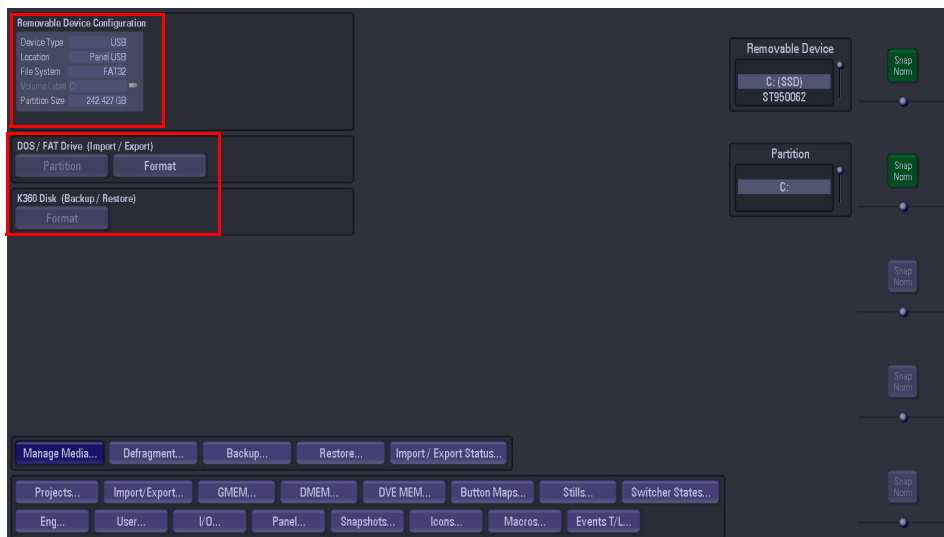 Removable Device Configuration
Device Type USB
Location Panel USB
File System FAT32
Volume Label C:
Partition Size 242.427 GB
DOS / FAT Drive (Import / Export)
Partition Format
K360 Disk (Backup / Restore)
Format
Removable Device
C: (SSD)
ST950062
Snap
Norm
Partition
C:
Snap
Norm
Snap
Norm
Snap
Norm
Snap
Norm
Manage Media... Defragment... Backup... Restore... Import / Export Status...
Projects... Import/Export... GMEM... DMEM... DVE MEM... Button Maps... Stills... Switcher States...
Eng... User... I/O... Panel... Snapshots... Icons... Macros... Events T/L...